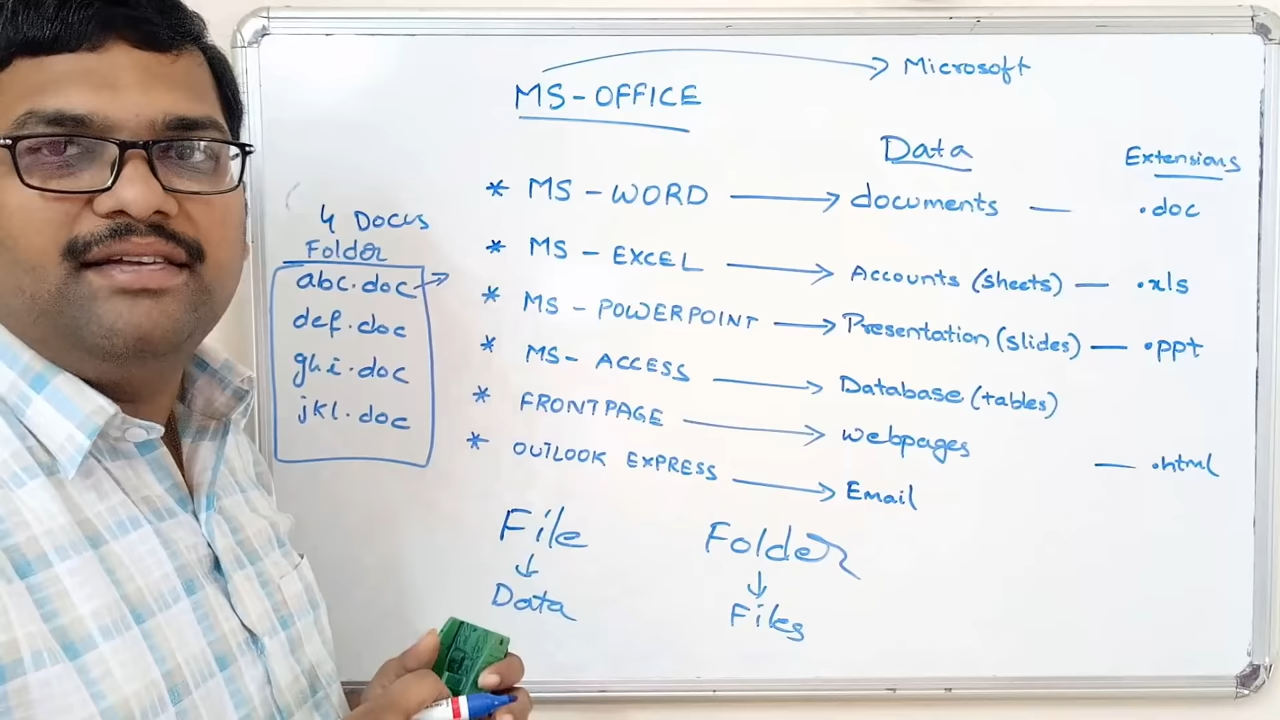 MS-OFFICE → Microsoft
Data
Extensions
* MS - WORD → documents — .doc
* MS - EXCEL → Accounts (sheets) — .xls
* MS - POWERPOINT → Presentation (slides) — .ppt
* MS - ACCESS → Database (tables)
* FRONTPAGE → webpages — .html
* OUTLOOK EXPRESS → Email
4 Docus
Folder
abc.doc →
def.doc
ghi.doc
jkl.doc
File
↓
Data
Folder
↓
Files